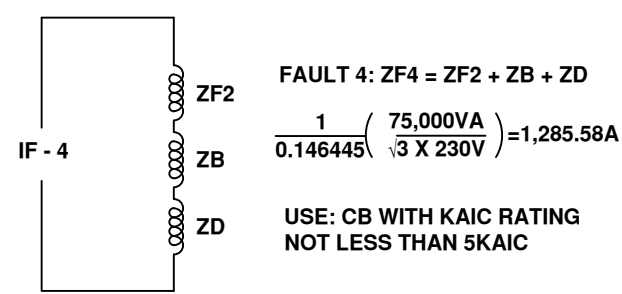 ZF2
IF - 4
ZB
ZD
FAULT 4: ZF4 = ZF2 + ZB + ZD
1
0.146445
( 75,000VA
√3 X 230V )
=1,285.58A
USE: CB WITH KAIC RATING
NOT LESS THAN 5KAIC